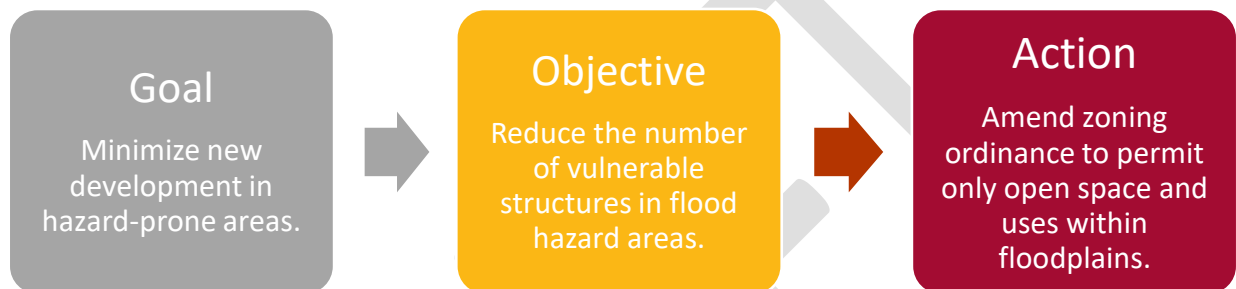 Goal
Minimize new
development in
hazard-prone areas.
Objective
Reduce the number
of vulnerable
structures in flood
hazard areas.
Action
Amend zoning
ordinance to permit
only open space and
uses within
floodplains.